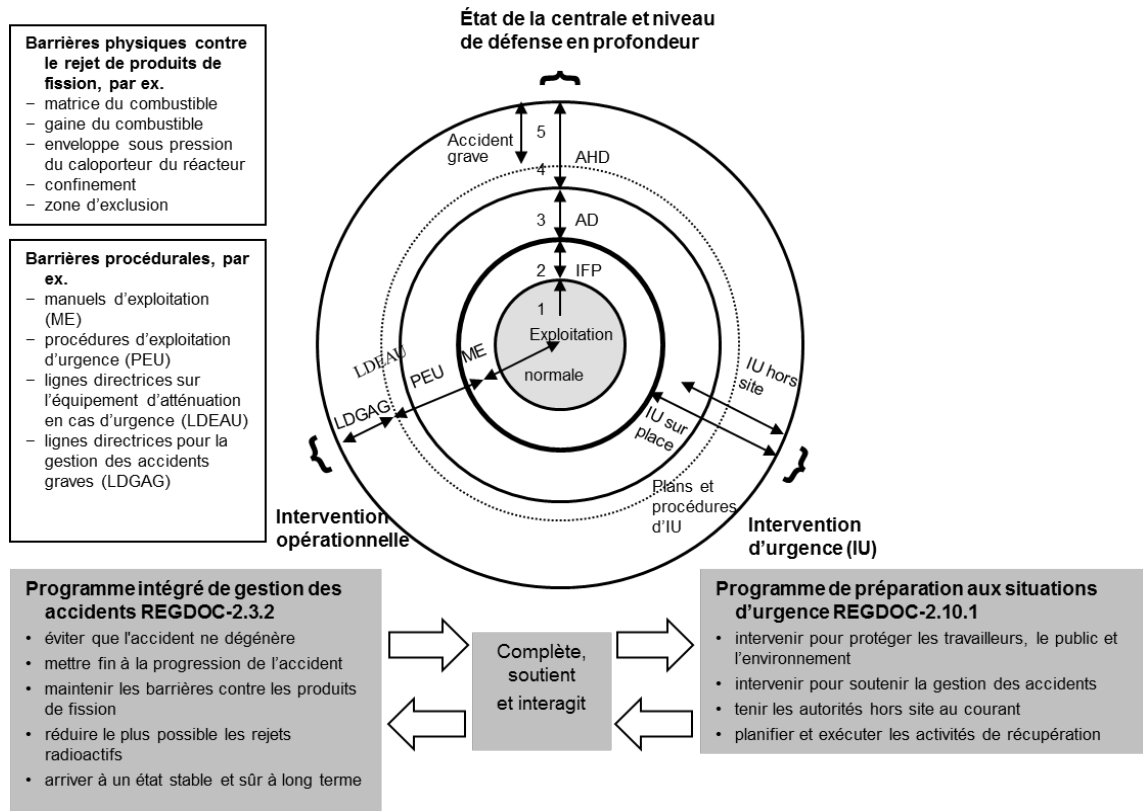 État de la centrale et niveau
de défense en profondeur
Barrières physiques contre
le rejet de produits de
fission, par ex.
− matrice du combustible
− gaine du combustible
− enveloppe sous pression
du caloporteur du réacteur
− confinement
− zone d’exclusion
Barrières procédurales, par
ex.
− manuels d’exploitation
(ME)
− procédures d’exploitation
d’urgence (PEU)
− lignes directrices sur
l’équipement d’atténuation
en cas d’urgence (LDEAU)
− lignes directrices pour la
gestion des accidents
graves (LDGAG)
Accident
grave
5
4
AHD
3
AD
2
IFP
1
Exploitation
normale
ME
PEU
LDEAU
LDGAG
IU hors
site
IU sur
place
Plans et
procédures
d’IU
Intervention
opérationnelle
Intervention
d’urgence (IU)
Programme intégré de gestion des
accidents REGDOC-2.3.2
• éviter que l'accident ne dégénère
• mettre fin à la progression de l’accident
• maintenir les barrières contre les produits
de fission
• réduire le plus possible les rejets
radioactifs
• arriver à un état stable et sûr à long terme
Complète,
soutient
et interagit
Programme de préparation aux situations
d’urgence REGDOC-2.10.1
• intervenir pour protéger les travailleurs, le public et
l’environnement
• intervenir pour soutenir la gestion des accidents
• tenir les autorités hors site au courant
• planifier et exécuter les activités de récupération